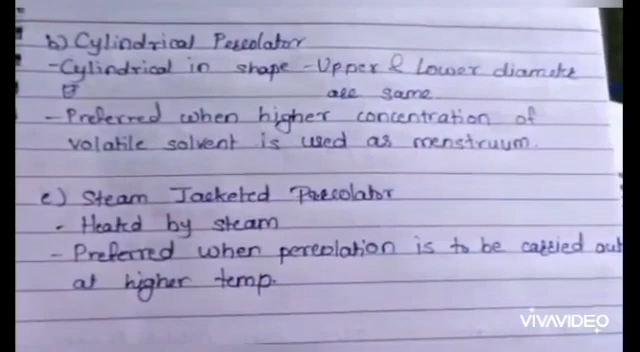 b) Cylindrical Percolator
- Cylindrical in shape - Upper & Lower diamete
are same
- Preferred when higher concentration of
volatile solvent is used as menstruum.
c) Steam Jacketed Percolator
- Heated by steam
- Preferred when percolation is to be carried out
at higher temp.
VIVAVIDEO